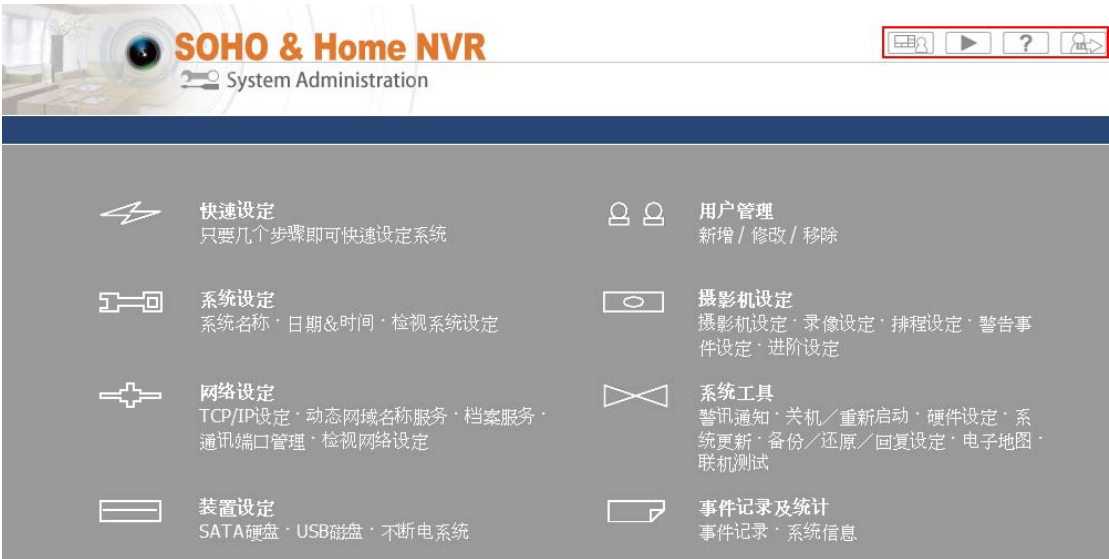 SOHO & Home NVR
System Administration
?
快速设定
只要几个步骤即可快速设定系统
用户管理
新增 / 修改 / 移除
系统设定
系统名称 · 日期&时间 · 检视系统设定
摄影机设定
摄影机设定 · 录像设定 · 排程设定 · 警告事
件设定 · 进阶设定
网络设定
TCP/IP设定 · 动态网域名称服务 · 档案服务 ·
通讯端口管理 · 检视网络设定
系统工具
警讯通知 · 关机／重新启动 · 硬件设定 · 系
统更新 · 备份／还原／回复设定 · 电子地图 ·
联机测试
装置设定
SATA硬盘 · USB磁盘 · 不断电系统
事件记录及统计
事件记录 · 系统信息